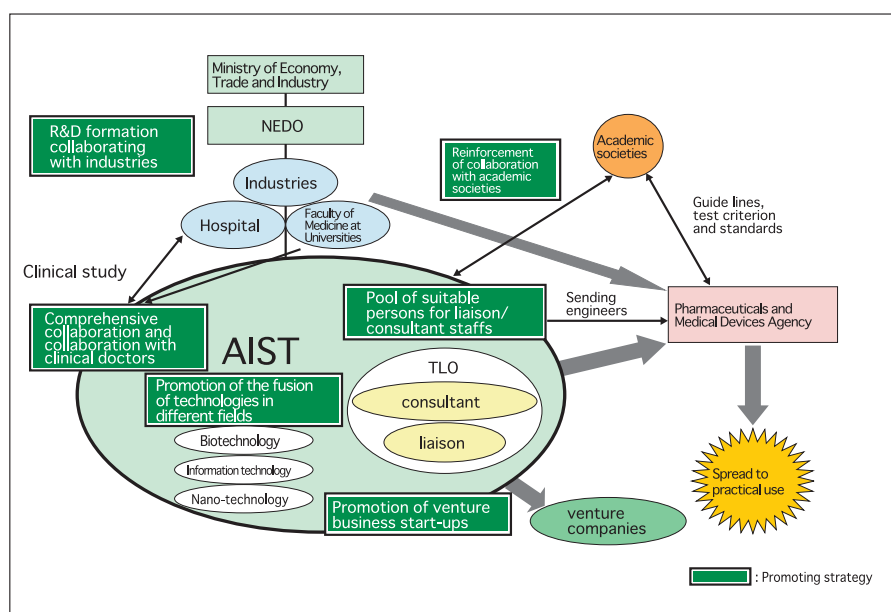 Ministry of Economy,
Trade and Industry
NEDO
R&D formation
collaborating
with industries
Reinforcement
of collaboration
with academic
societies
Academic
societies
Industries
Hospital
Faculty of
Medicine at
Universities
Guide lines,
test criterion
and standards
Clinical study
Comprehensive
collaboration and
collaboration with
clinical doctors
AIST
Pool of suitable
persons for liaison/
consultant staffs
Sending
engineers
Pharmaceuticals and
Medical Devices Agency
Promotion of the fusion
of technologies in
different fields
TLO
consultant
liaison
Biotechnology
Information technology
Nano-technology
Promotion of venture
business start-ups
venture
companies
Spread to
practical use
: Promoting strategy